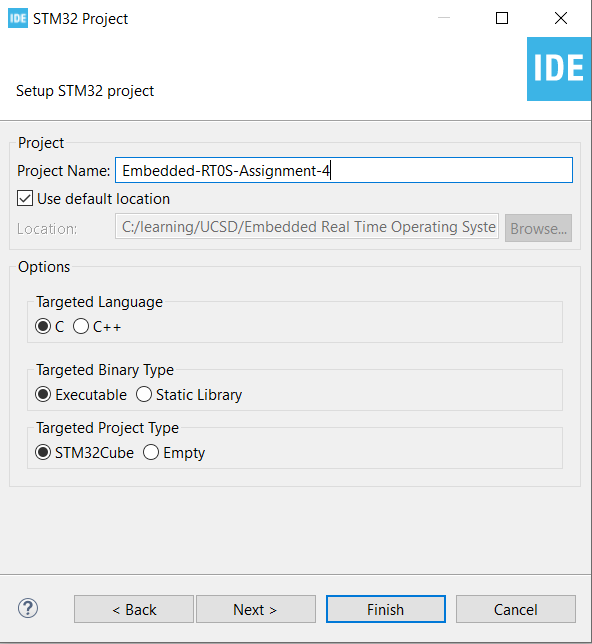 IDE STM32 Project
IDE
Setup STM32 project
Project
Project Name: Embedded-RT0S-Assignment-4
Use default location
Location: C:/learning/UCSD/Embedded Real Time Operating Syste Browse...
Options
Targeted Language
C C++
Targeted Binary Type
Executable Static Library
Targeted Project Type
STM32Cube Empty
? < Back Next > Finish Cancel